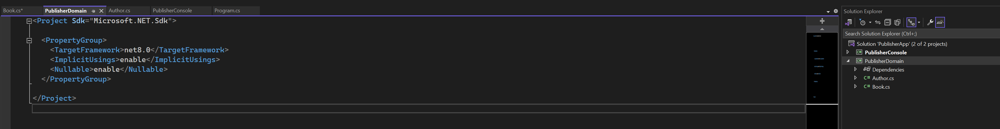 Book.cs*
PublisherDomain
Author.cs
PublisherConsole
Program.cs
<Project Sdk="Microsoft.NET.Sdk">
<PropertyGroup>
<TargetFramework>net8.0</TargetFramework>
<ImplicitUsings>enable</ImplicitUsings>
<Nullable>enable</Nullable>
</PropertyGroup>
</Project>
Solution Explorer
Search Solution Explorer (Ctrl+;)
Solution 'PublisherApp' (2 of 2 projects)
C# PublisherConsole
C# PublisherDomain
Dependencies
C# Author.cs
C# Book.cs